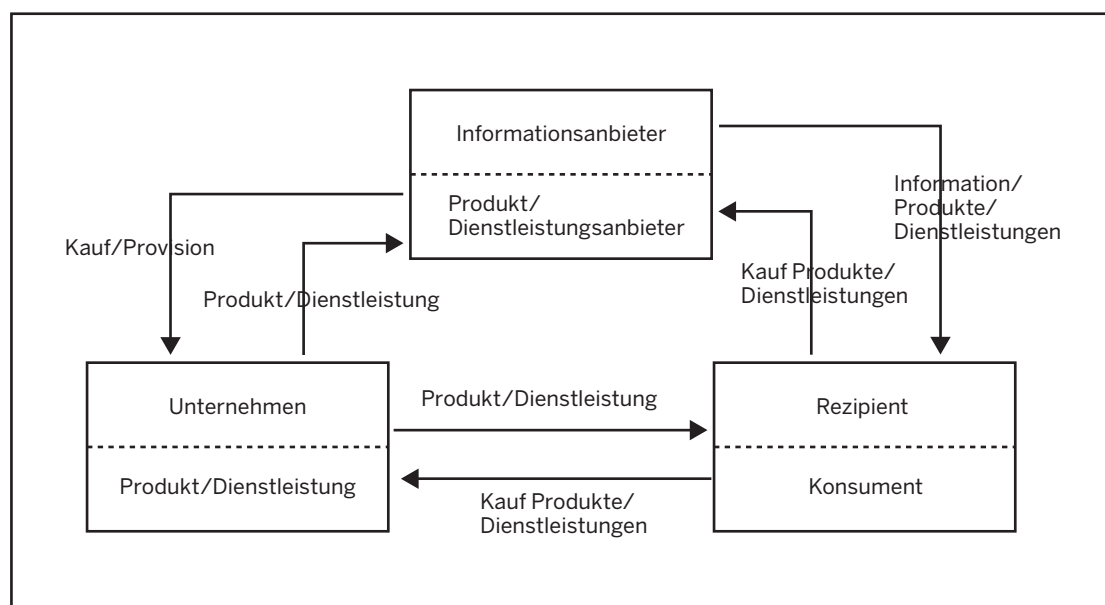 Informationsanbieter
Produkt/
Dienstleistungsanbieter
Information/
Produkte/
Dienstleistungen
Kauf/Provision
Produkt/Dienstleistung
Kauf Produkte/
Dienstleistungen
Unternehmen
Produkt/Dienstleistung
Produkt/Dienstleistung
Kauf Produkte/
Dienstleistungen
Rezipient
Konsument